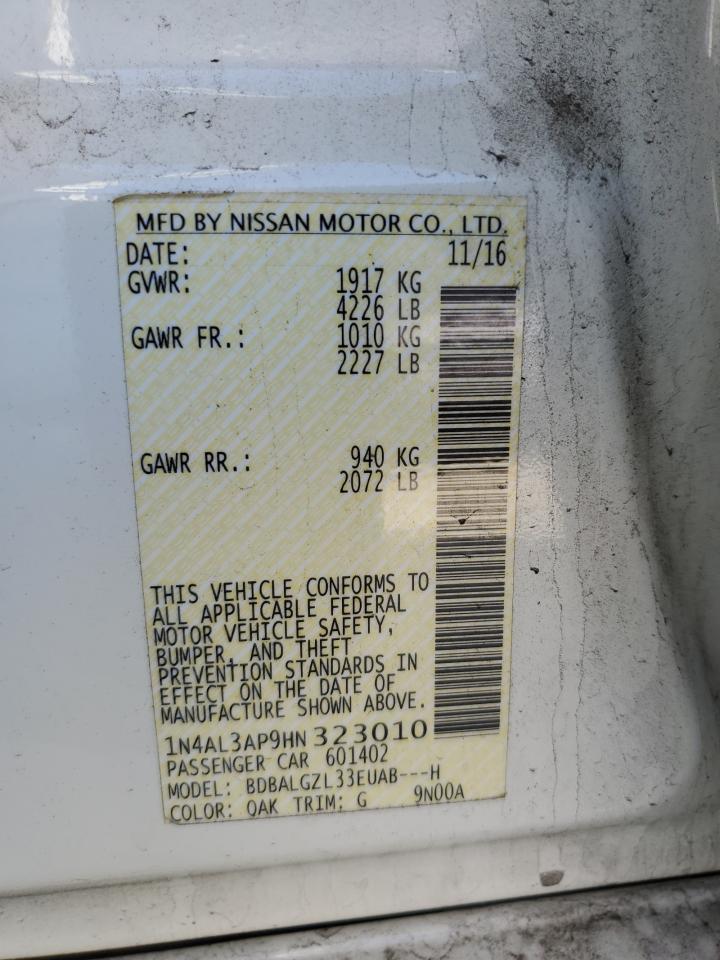 MFD BY NISSAN MOTOR CO., LTD.
DATE: 11/16
GVWR: 1917 KG
4226 LB
GAWR FR.: 1010 KG
2227 LB
GAWR RR.: 940 KG
2072 LB
THIS VEHICLE CONFORMS TO
ALL APPLICABLE FEDERAL
MOTOR VEHICLE SAFETY,
BUMPER, AND THEFT
PREVENTION STANDARDS IN
EFFECT ON THE DATE OF
MANUFACTURE SHOWN ABOVE.
1N4AL3AP9HN 323010
PASSENGER CAR 601402
MODEL: BDBALGZL33EUAB---H
COLOR: QAK TRIM: G 9N00A